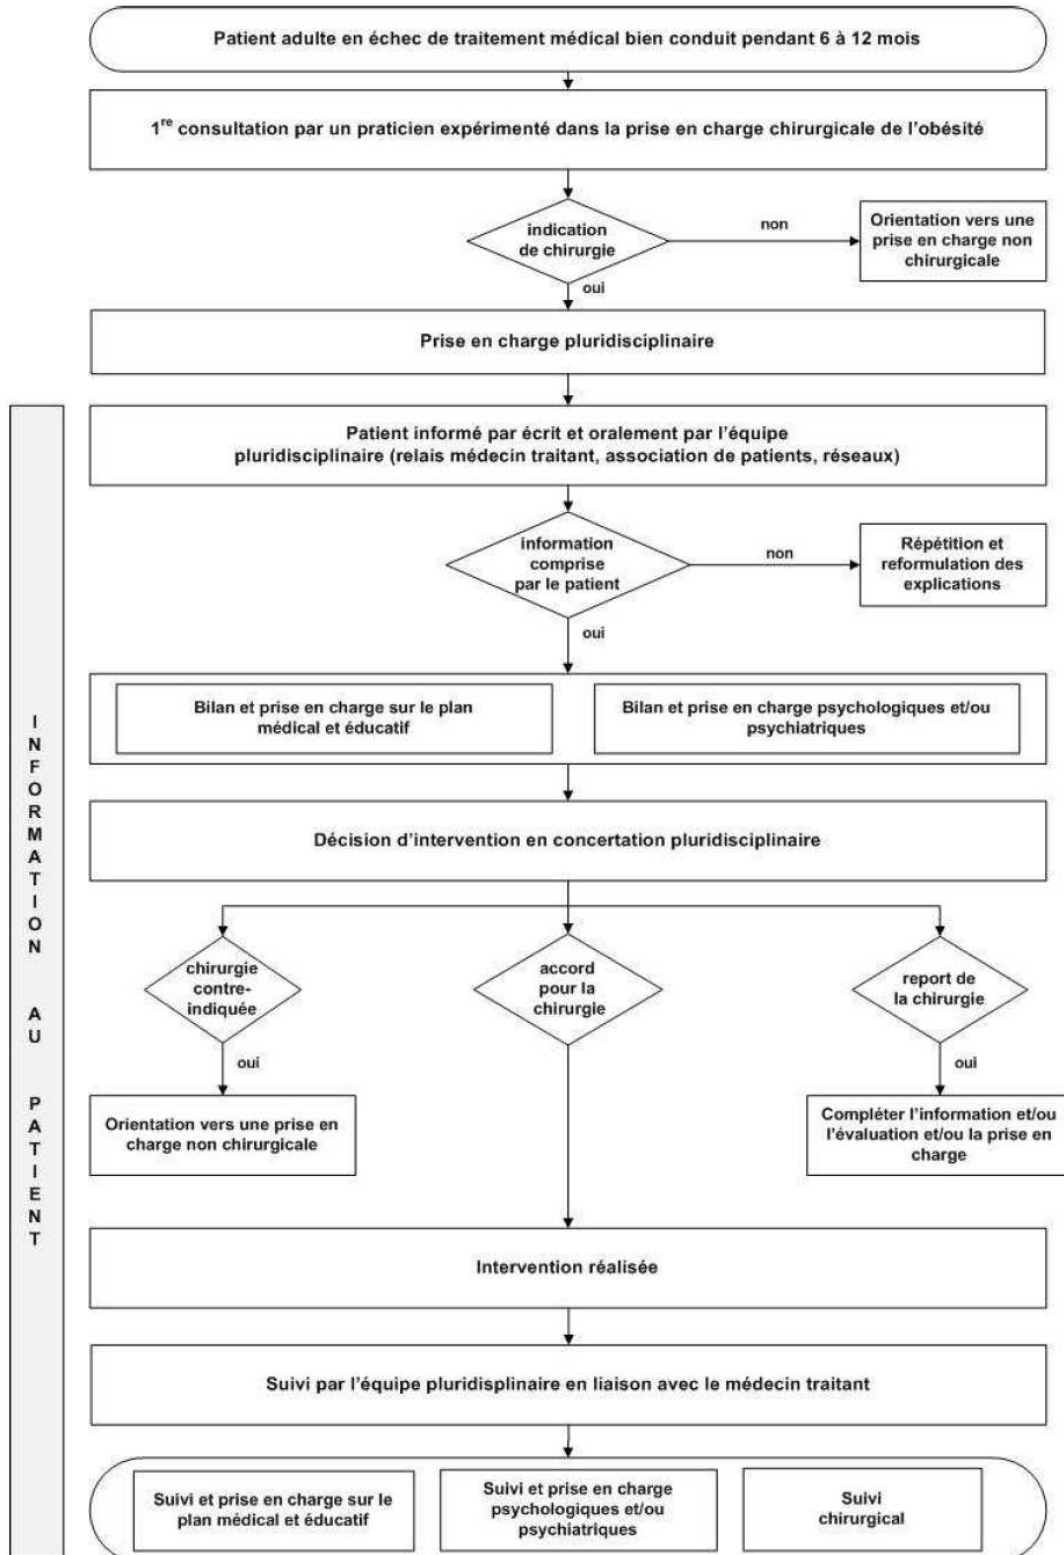 Patient adulte en échec de traitement médical bien conduit pendant 6 à 12 mois
1re consultation par un praticien expérimenté dans la prise en charge chirurgicale de l'obésité
indication
de chirurgie
non
Orientation vers une
prise en charge non
chirurgicale
oui
Prise en charge pluridisciplinaire
Patient informé par écrit et oralement par l'équipe
pluridisciplinaire (relais médecin traitant, association de patients, réseaux)
information
comprise
par le patient
non
Répétition et
reformulation des
explications
oui
Bilan et prise en charge sur le plan
médical et éducatif
Bilan et prise en charge psychologiques et/ou
psychiatriques
INFORMATION AU PATIENT
Décision d'intervention en concertation pluridisciplinaire
chirurgie
contre-
indiquée
accord
pour la
chirurgie
report de
la chirurgie
oui
oui
Orientation vers une prise en
charge non chirurgicale
Compléter l'information et/ou
l'évaluation et/ou la prise en
charge
Intervention réalisée
Suivi par l'équipe pluridisplinaire en liaison avec le médecin traitant
Suivi et prise en charge sur le
plan médical et éducatif
Suivi et prise en charge
psychologiques et/ou
psychiatriques
Suivi
chirurgical